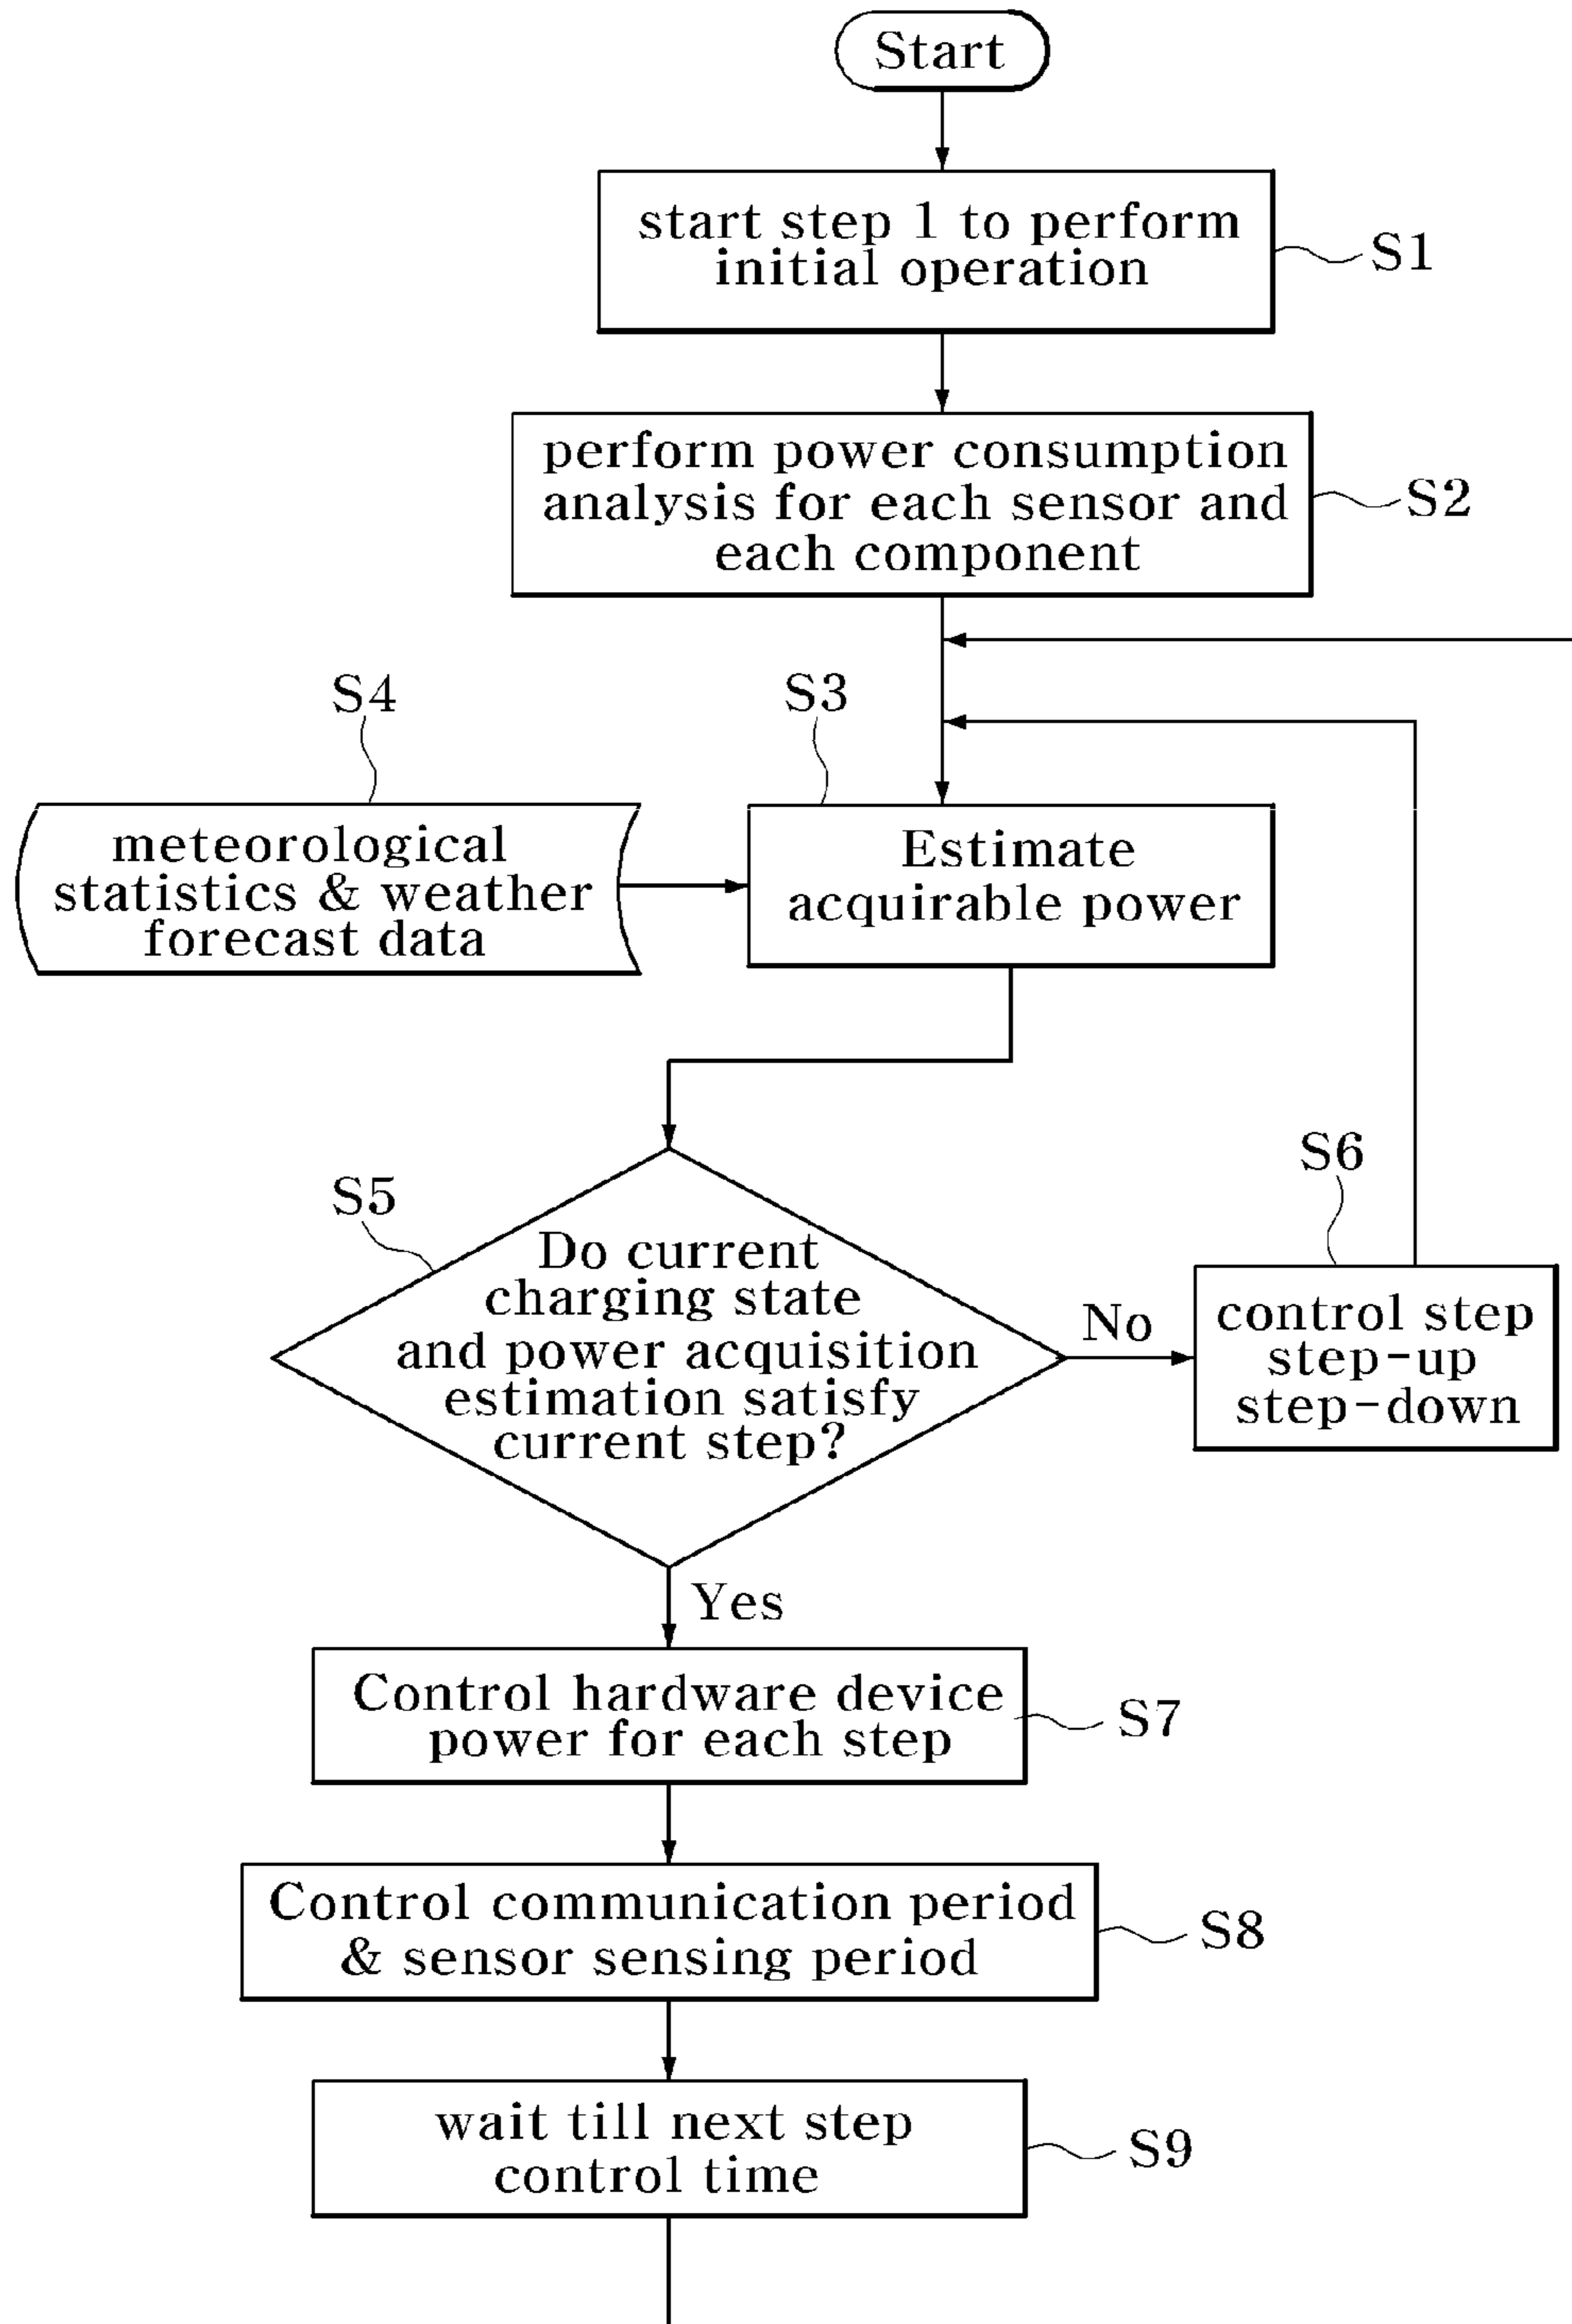 Start
start step 1 to perform
initial operation
S1
perform power consumption
analysis for each sensor and
each component
S2
S4
S3
meteorological
statistics & weather
forecast data
Estimate
acquirable power
S5
S6
Do current
charging state
and power acquisition
estimation satisfy
current step?
No
control step
step-up
step-down
Yes
Control hardware device
power for each step
S7
Control communication period
& sensor sensing period
S8
wait till next step
control time
S9